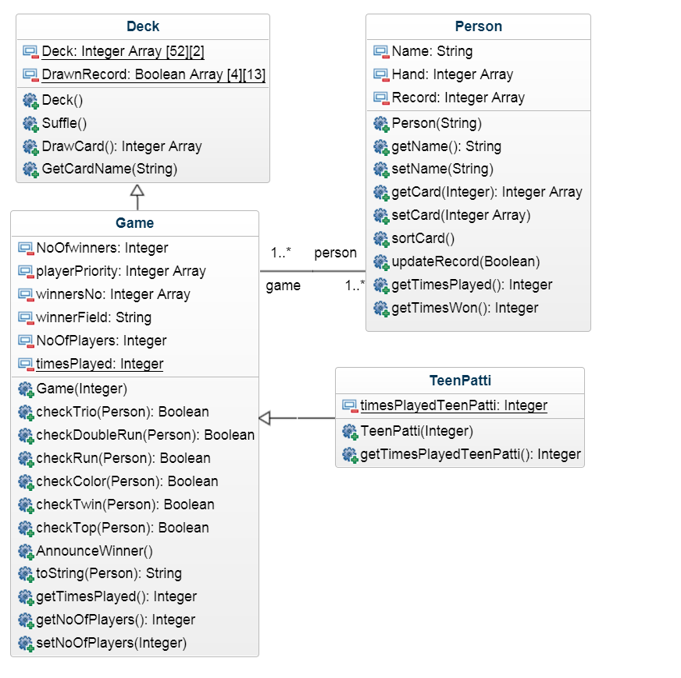 Deck
Deck: Integer Array [52][2]
DrawnRecord: Boolean Array [4][13]
Deck()
Suffle()
DrawCard(): Integer Array
GetCardName(String)
Person
Name: String
Hand: Integer Array
Record: Integer Array
Person(String)
getName(): String
setName(String)
getCard(Integer): Integer Array
setCard(Integer Array)
sortCard()
updateRecord(Boolean)
getTimesPlayed(): Integer
getTimesWon(): Integer
Game
NoOfwinners: Integer
playerPriority: Integer Array
winnersNo: Integer Array
winnerField: String
NoOfPlayers: Integer
timesPlayed: Integer
Game(Integer)
checkTrio(Person): Boolean
checkDoubleRun(Person): Boolean
checkRun(Person): Boolean
checkColor(Person): Boolean
checkTwin(Person): Boolean
checkTop(Person): Boolean
AnnounceWinner()
toString(Person): String
getTimesPlayed(): Integer
getNoOfPlayers(): Integer
setNoOfPlayers(Integer)
1..* person
game 1..*
TeenPatti
timesPlayedTeenPatti: Integer
TeenPatti(Integer)
getTimesPlayedTeenPatti(): Integer